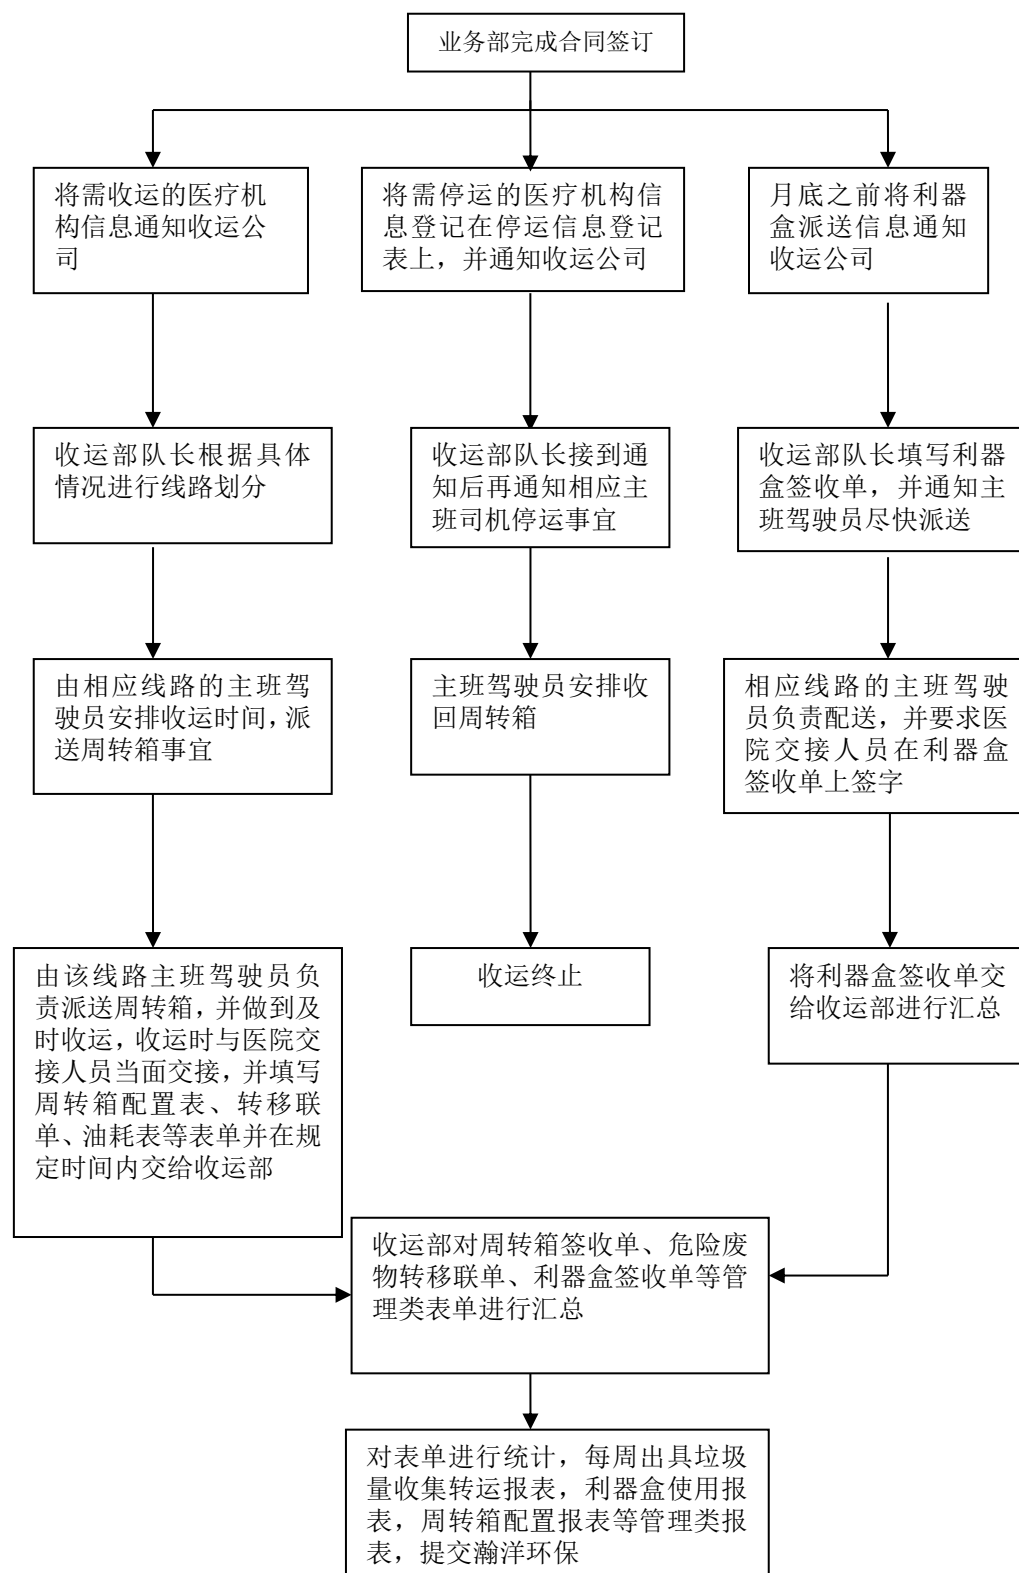 业务部完成合同签订
将需收运的医疗机
构信息通知收运公
司
将需停运的医疗机构信
息登记在停运信息登记
表上，并通知收运公司
月底之前将利器
盒派送信息通知
收运公司
收运部队长根据具体
情况进行线路划分
收运部队长接到通
知后再通知相应主
班司机停运事宜
收运部队长填写利器
盒签收单，并通知主
班驾驶员尽快派送
由相应线路的主班驾
驶员安排收运时间，派
送周转箱事宜
主班驾驶员安排收
回周转箱
相应线路的主班驾驶
员负责配送，并要求医
院交接人员在利器盒
签收单上签字
由该线路主班驾驶员负
责派送周转箱，并做到及
时收运，收运时与医院交
接人员当面交接，并填写
周转箱配置表、转移联
单、油耗表等表单并在规
定时间内交给收运部
收运终止
将利器盒签收单交
给收运部进行汇总
收运部对周转箱签收单、危险废
物转移联单、利器盒签收单等管
理类表单进行汇总
对表单进行统计，每周出具垃圾
量收集转运报表，利器盒使用报
表，周转箱配置报表等管理类报
表，提交瀚洋环保